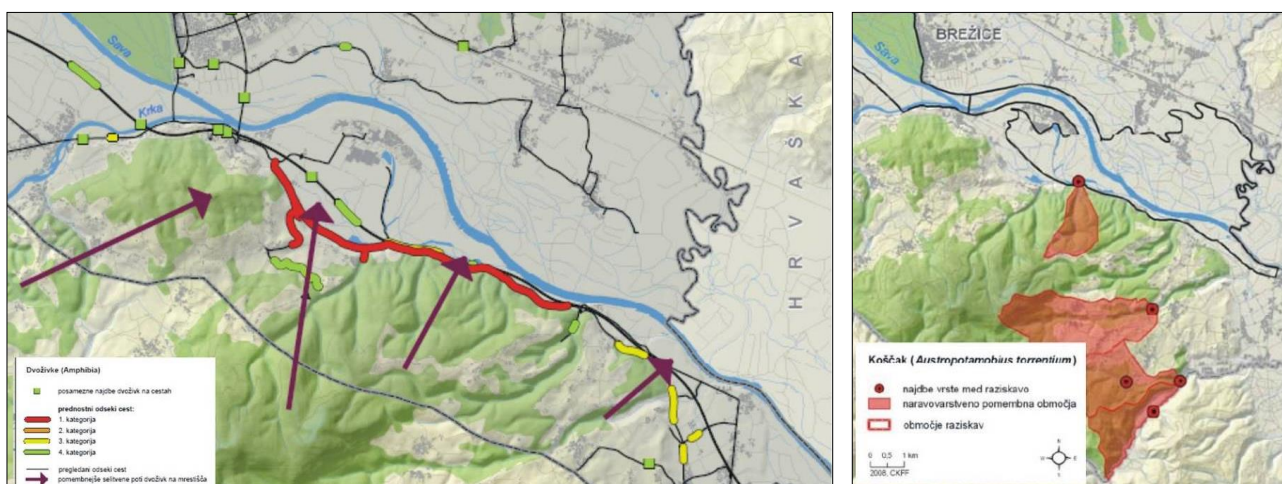 Sava
Krka
HRVAŠKA
Dvoživke (Amphibia)
posamezne najdbe dvoživk na cestah
prednostni odseki cest:
1. kategorija
2. kategorija
3. kategorija
4. kategorija
pregledani odseki cest
pomembnejše selitvene poti dvoživk na mrestišča
BREŽICE
Sava
Koščak (Austropotamobius torrentium)
najdbe vrste med raziskavo
naravovarstveno pomembna območja
območje raziskav
0 0,5 1 km
2008, CKFF